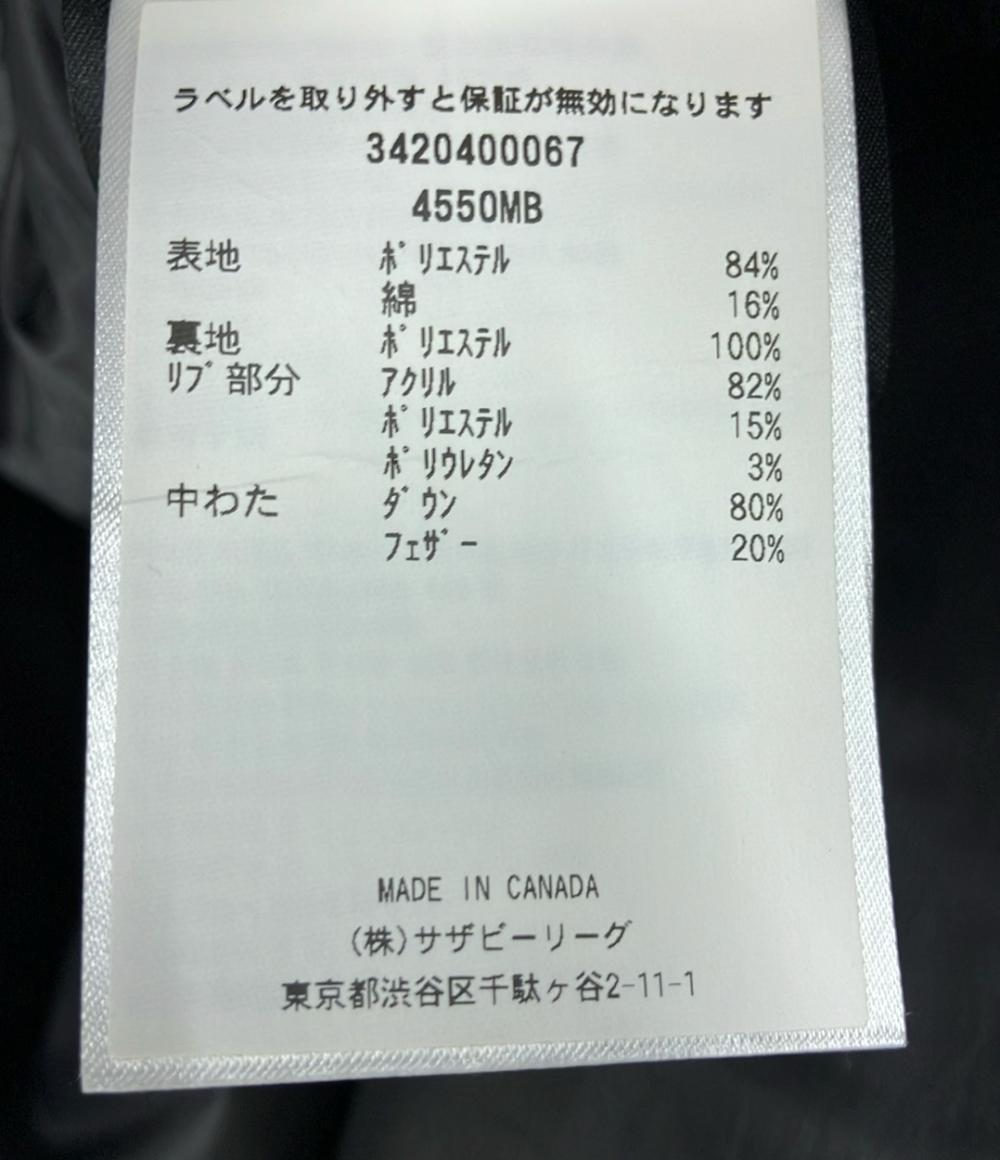 ラベルを取り外すと保証が無効になります
3420400067
4550MB
表地 ポリエステル 84%
綿 16%
裏地 ポリエステル 100%
リブ部分 アクリル 82%
ポリエステル 15%
ポリウレタン 3%
中わた ダウン 80%
フェザー 20%
MADE IN CANADA
(株)サザビーリーグ
東京都渋谷区千駄ヶ谷2-11-1